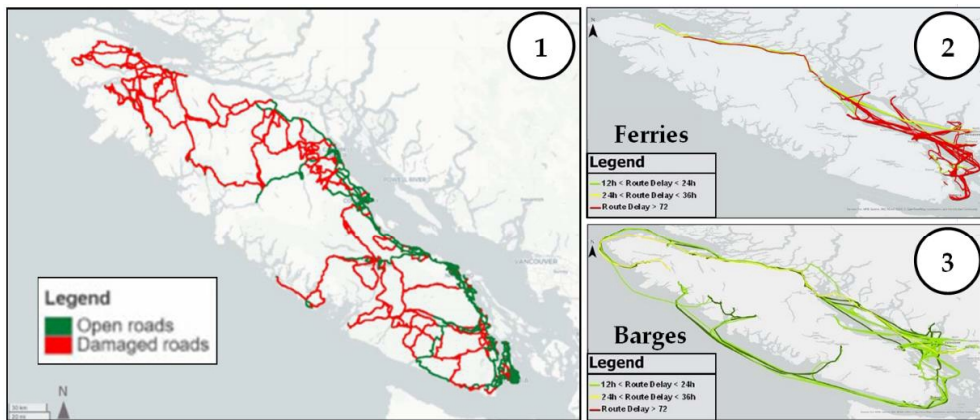 1
POWELL RIVER
VANCOUVER
Legend
Open roads
Damaged roads
N
2
Ferries
Legend
12h < Route Delay < 24h
24h < Route Delay < 36h
Route Delay > 72
3
Barges
Legend
12h < Route Delay < 24h
24h < Route Delay < 36h
Route Delay > 72